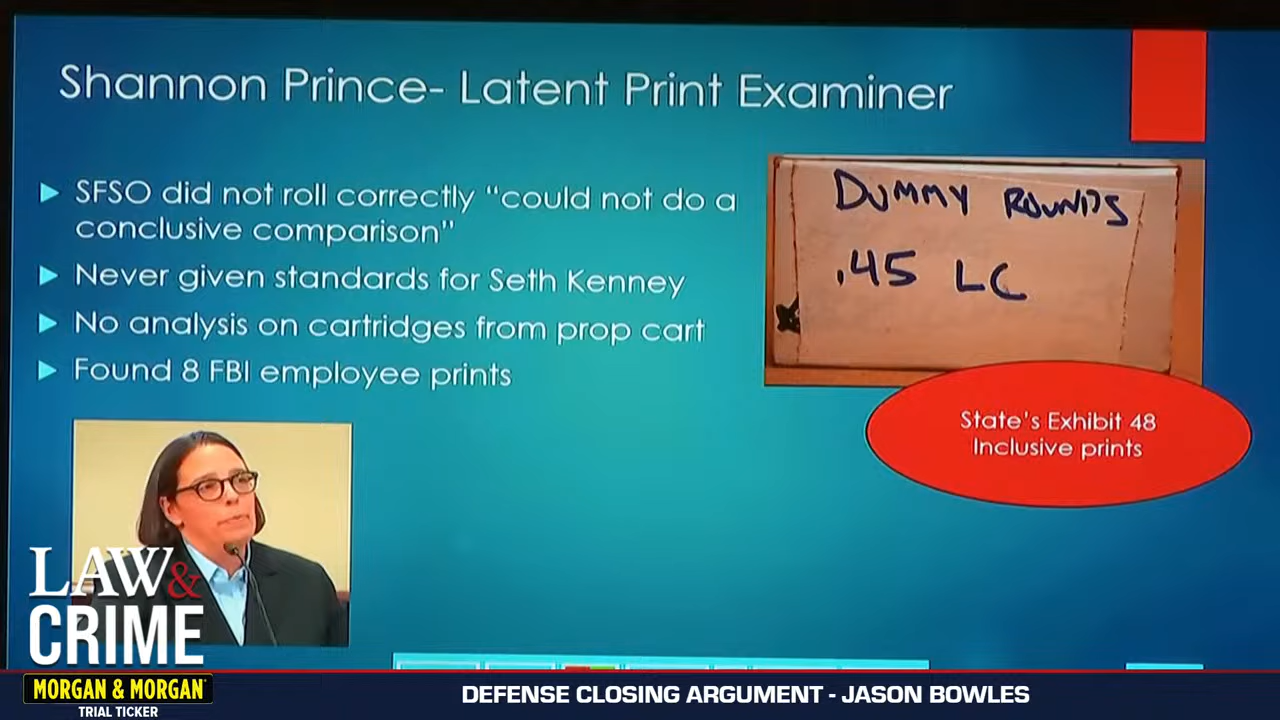 Shannon Prince- Latent Print Examiner
SFSO did not roll correctly “could not do a
conclusive comparison”
Never given standards for Seth Kenney
No analysis on cartridges from prop cart
Found 8 FBI employee prints
DUMMY ROUNDS
.45 LC
State’s Exhibit 48
Inclusive prints
LAW&
CRIME
MORGAN & MORGAN
TRIAL TICKER
DEFENSE CLOSING ARGUMENT - JASON BOWLES